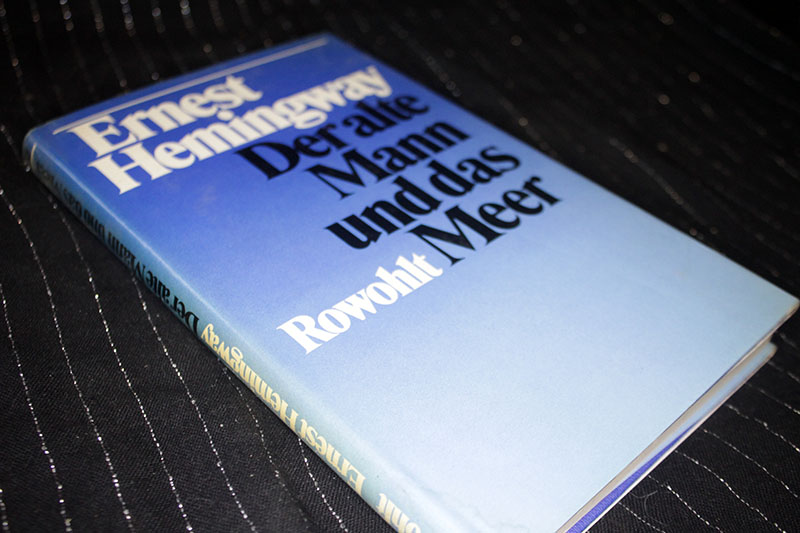 Ernest
Hemingway
Der alte
Mann
und das
Meer
Rowohlt
Ernest Hemingway Der alte Mann und das Meer